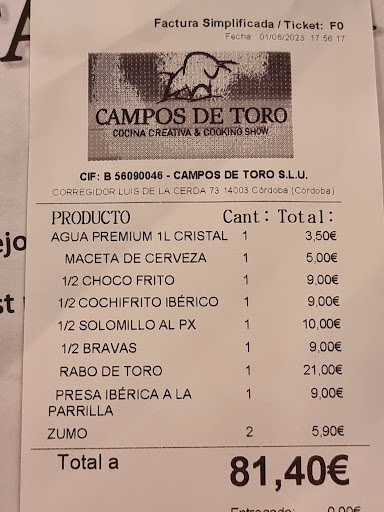 Factura Simplificada / Ticket: F0
Fecha 01/06/2023 17:56:17
CAMPOS DE TORO
COCINA CREATIVA & COOKING SHOW
CIF: B 56090046 - CAMPOS DE TORO S.L.U.
CORREGIDOR LUIS DE LA CERDA 73 14003 Córdoba (Córdoba)
PRODUCTO Cant: Total:
AGUA PREMIUM 1L CRISTAL 1 3,50€
MACETA DE CERVEZA 1 5,00€
1/2 CHOCO FRITO 1 9,00€
1/2 COCHIFRITO IBÉRICO 1 9,00€
1/2 SOLOMILLO AL PX 1 10,00€
1/2 BRAVAS 1 9,00€
RABO DE TORO 1 21,00€
PRESA IBÉRICA A LA 1 9,00€
PARRILLA
ZUMO 2 5,90€
Total a 81,40€
Entregado: 0,00€